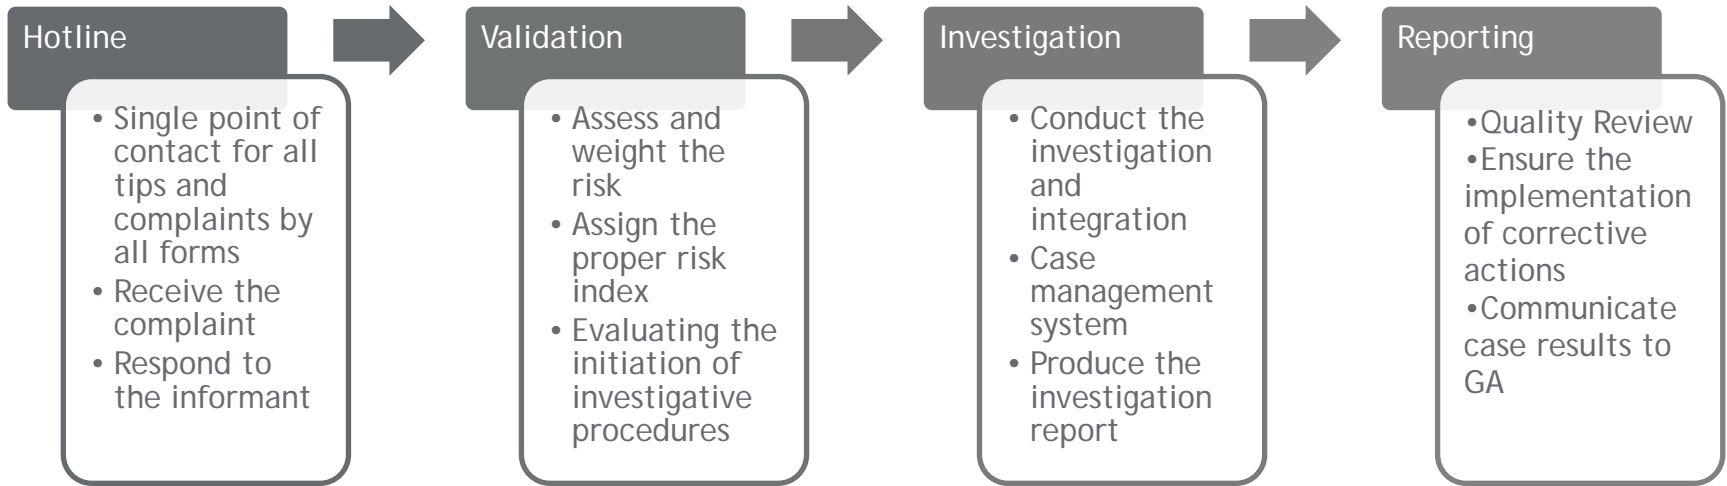 Hotline
• Single point of
contact for all
tips and
complaints by
all forms
• Receive the
complaint
• Respond to
the informant
Validation
• Assess and
weight the
risk
• Assign the
proper risk
index
• Evaluating the
initiation of
investigative
procedures
Investigation
• Conduct the
investigation
and
integration
• Case
management
system
• Produce the
investigation
report
Reporting
•Quality Review
•Ensure the
implementation
of corrective
actions
•Communicate
case results to
GA